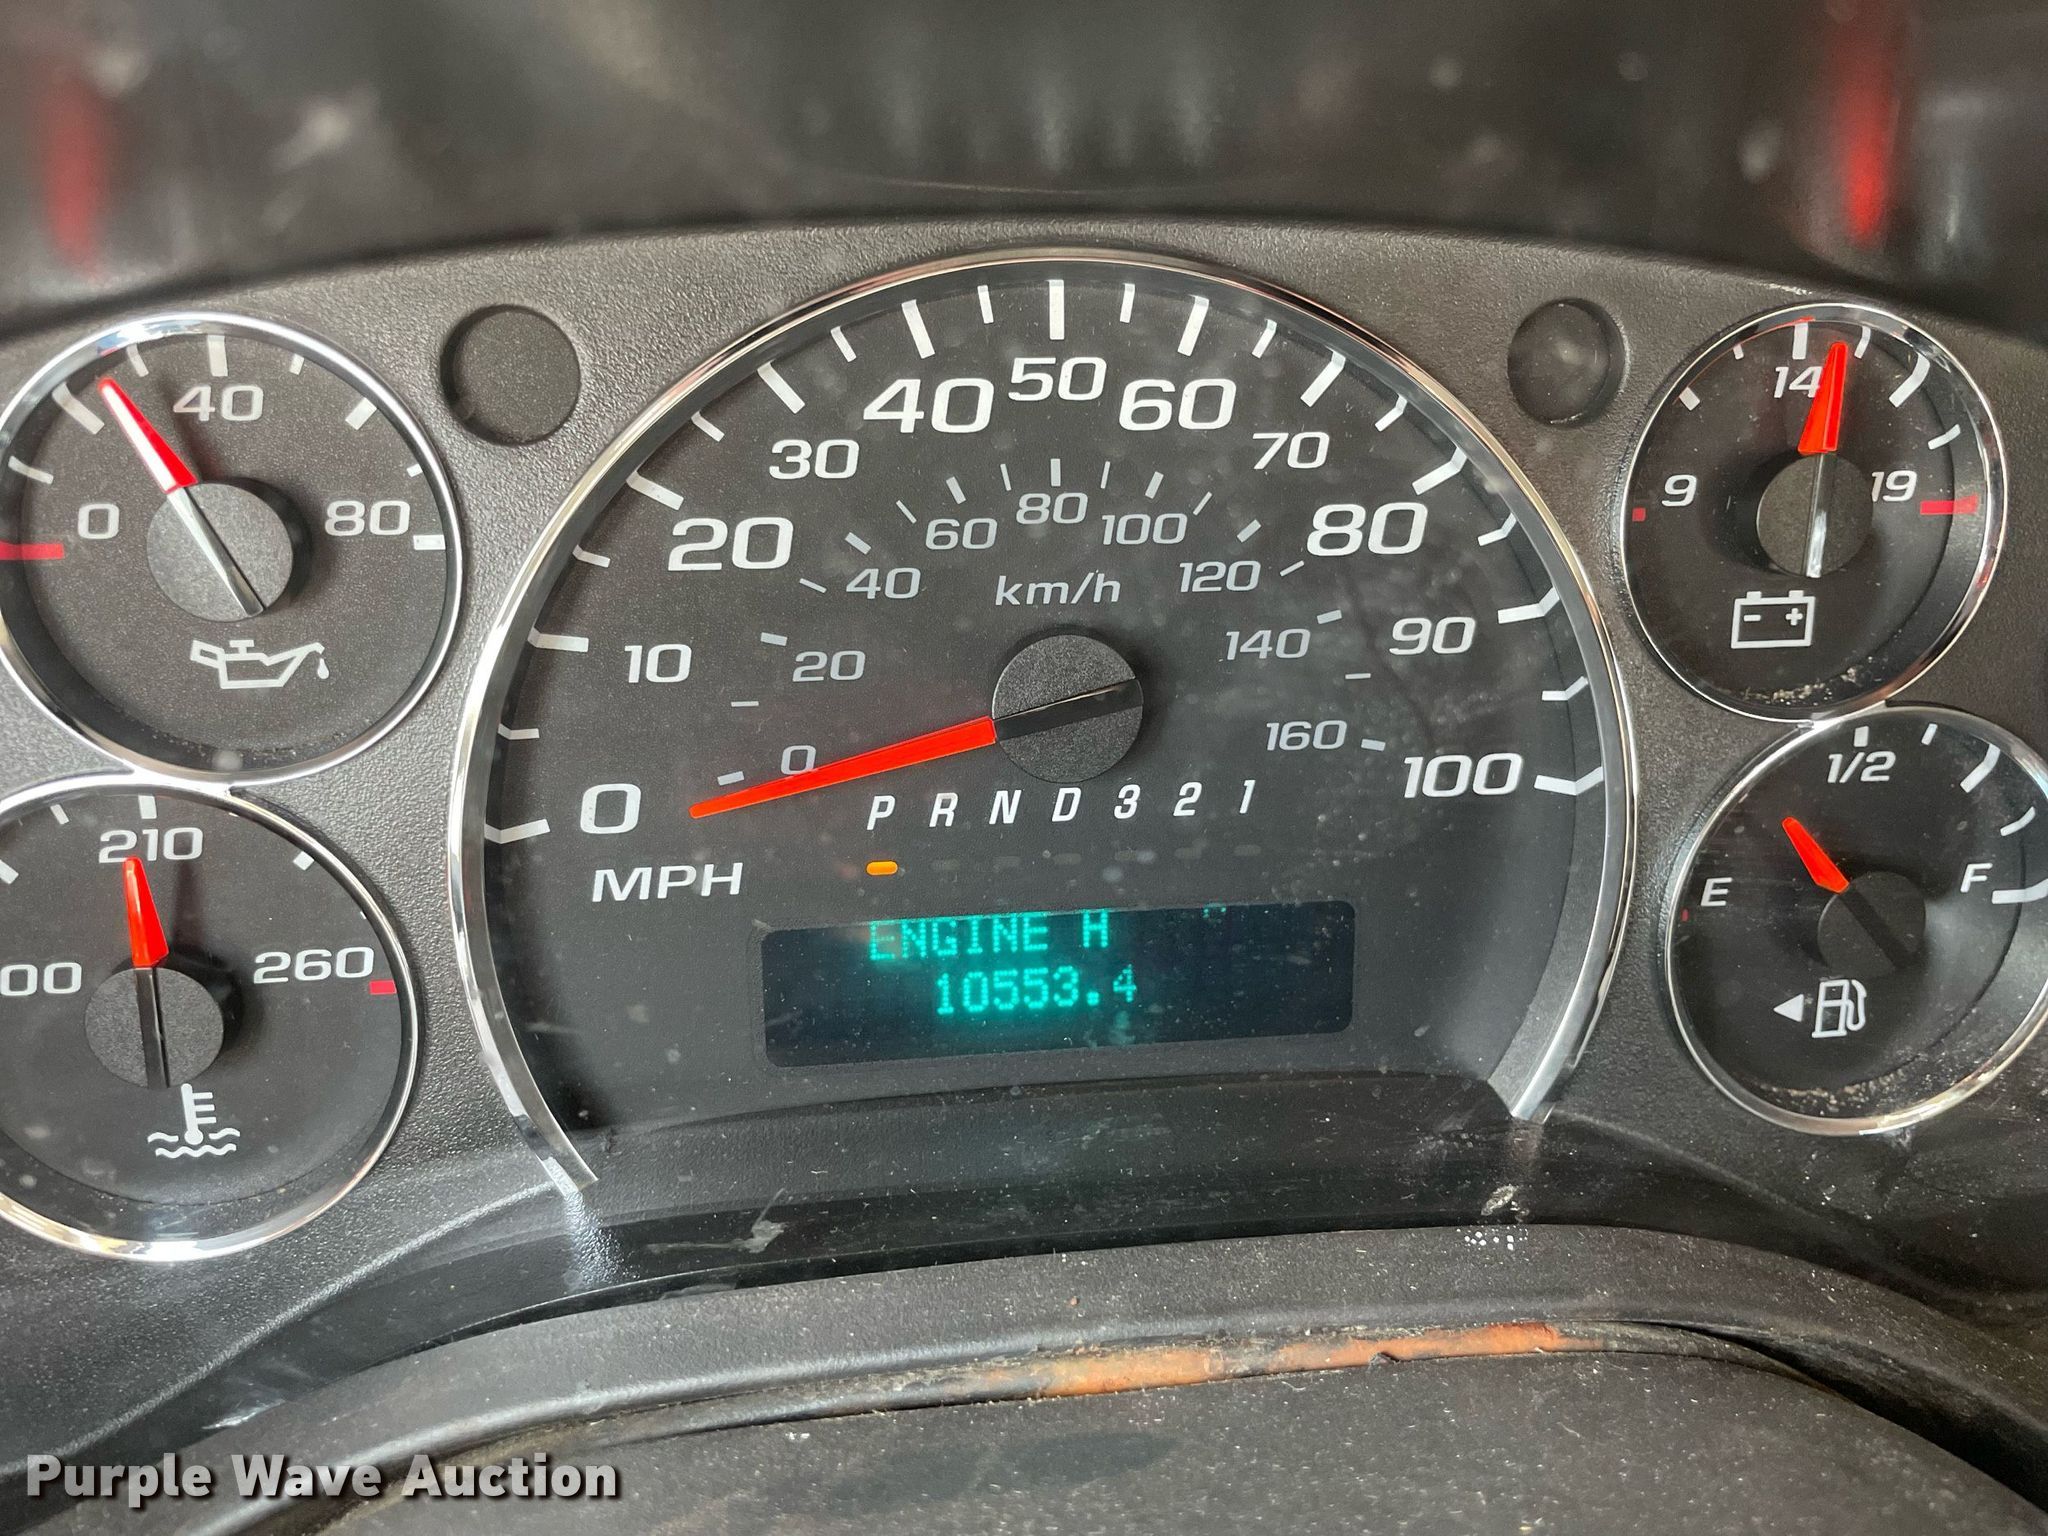 0 40 80
210
00 260
0 10 20 30 40 50 60 70 80 90 100
0 20 40 60 80 100 120 140 160
km/h
MPH
P R N D 3 2 1
ENGINE H
10553.4
9 14 19
- +
E 1/2 F
Purple Wave Auction